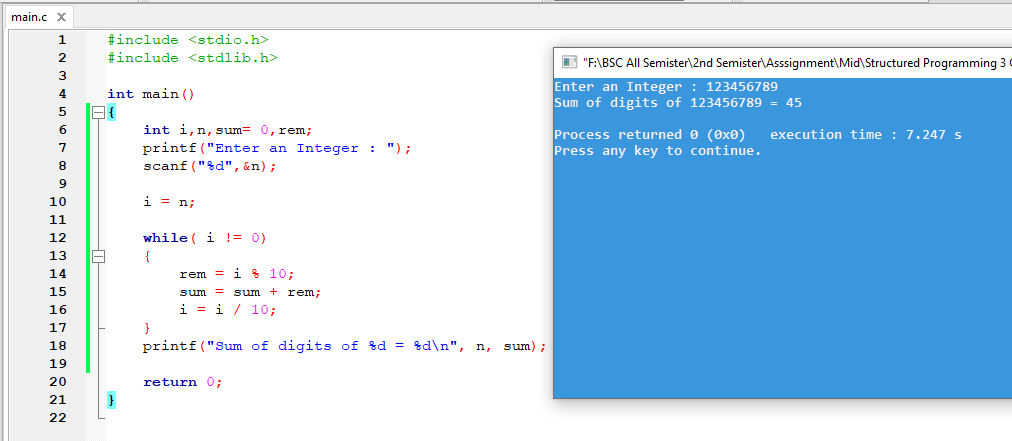 main.c X
1 #include <stdio.h>
2 #include <stdlib.h>
3
4 int main()
5 {
6 int i,n,sum= 0,rem;
7 printf("Enter an Integer : ");
8 scanf("%d",&n);
9
10 i = n;
11
12 while( i != 0)
13 {
14 rem = i % 10;
15 sum = sum + rem;
16 i = i / 10;
17 }
18 printf("Sum of digits of %d = %d\n", n, sum);
19
20 return 0;
21 }
22
"F:\BSC All Semister\2nd Semister\Asssignment\Mid\Structured Programming 3
Enter an Integer : 123456789
Sum of digits of 123456789 = 45
Process returned 0 (0x0) execution time : 7.247 s
Press any key to continue.